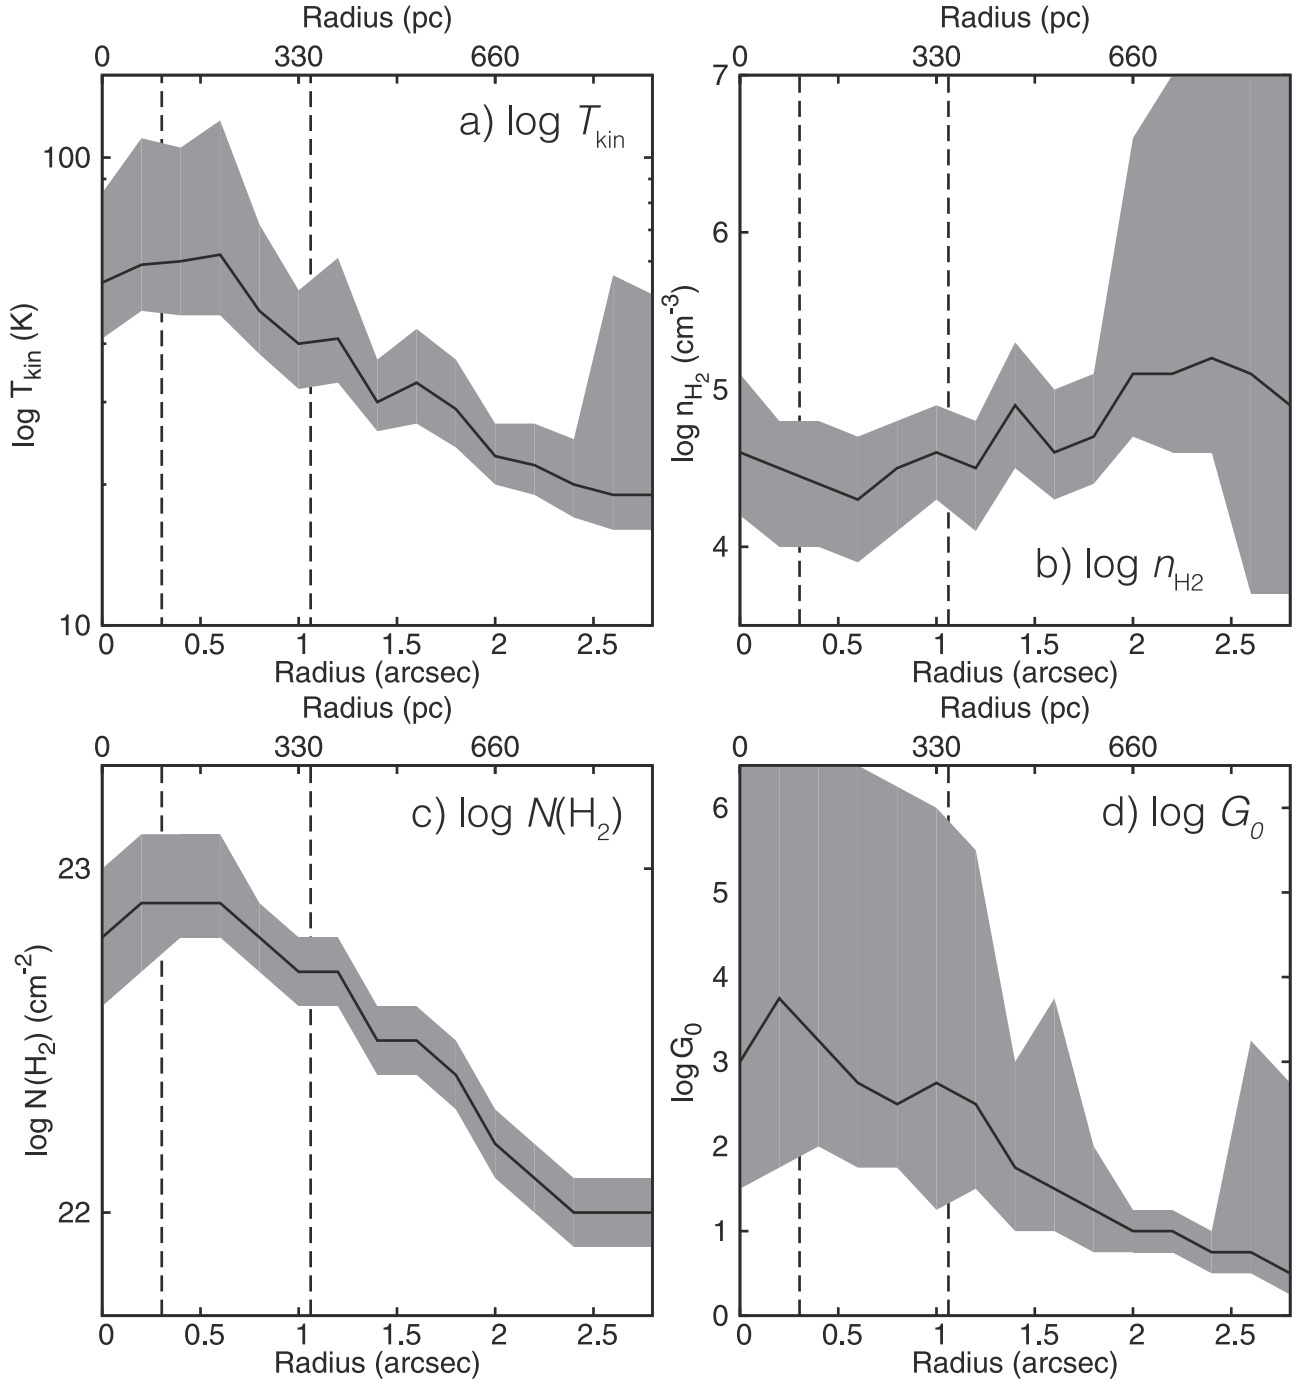 Radius (pc)
0 330 660
a) log Tkin
100
10
log Tkin (K)
0 0.5 1 1.5 2 2.5
Radius (arcsec)
Radius (pc)
0 330 660
7
6
5
4
log nH2 (cm-3)
b) log nH2
0 0.5 1 1.5 2 2.5
Radius (arcsec)
Radius (pc)
0 330 660
c) log N(H2)
23
22
log N(H2) (cm-2)
0 0.5 1 1.5 2 2.5
Radius (arcsec)
Radius (pc)
0 330 660
d) log G0
6
5
4
3
2
1
0
log G0
0 0.5 1 1.5 2 2.5
Radius (arcsec)